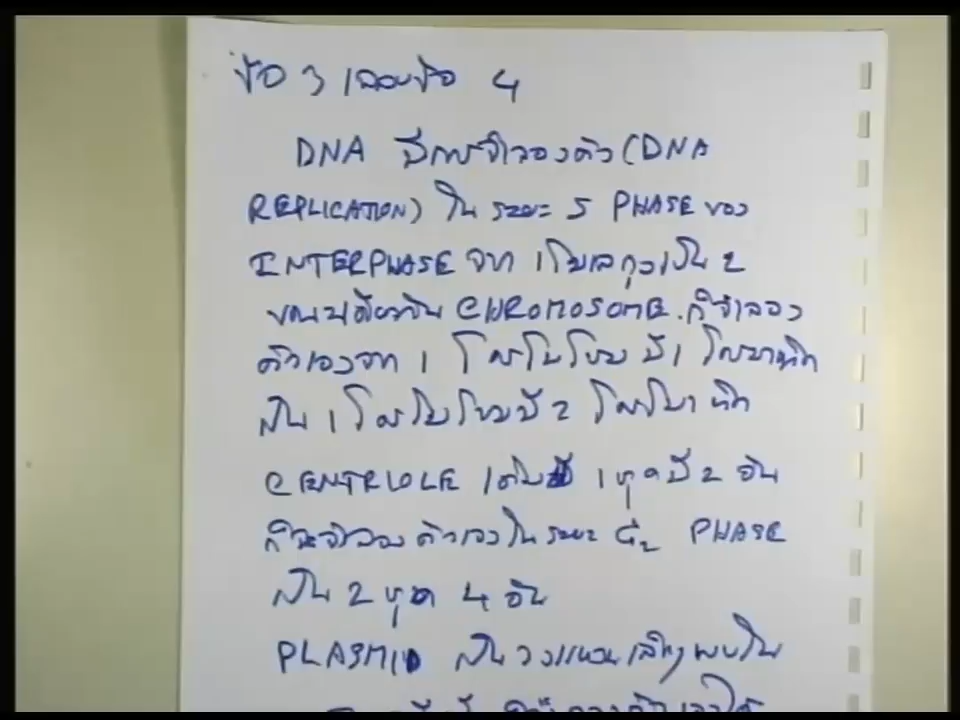 ข้อ 3 เฉลยข้อ 4
DNA มีการจำลองตัว (DNA
REPLICATION) ใน ระยะ S PHASE ของ
INTERPHASE จาก 1 โมเลกุลเป็น 2
ขณะเดียวกัน CHROMOSOME ก็จำลอง
ตัวเองจาก 1 โครโมโซม มี 1 โครมาทิด
เป็น 1 โครโมโซมมี 2 โครมาทิด
CENTRIOLE เดิมมี 1 ชุด มี 2 อัน
ก็จะจำลองตัวเองในระยะ G2 PHASE
เป็น 2 ชุด 4 อัน
PLASMID เป็นวงแหวนเล็กๆ พบใน